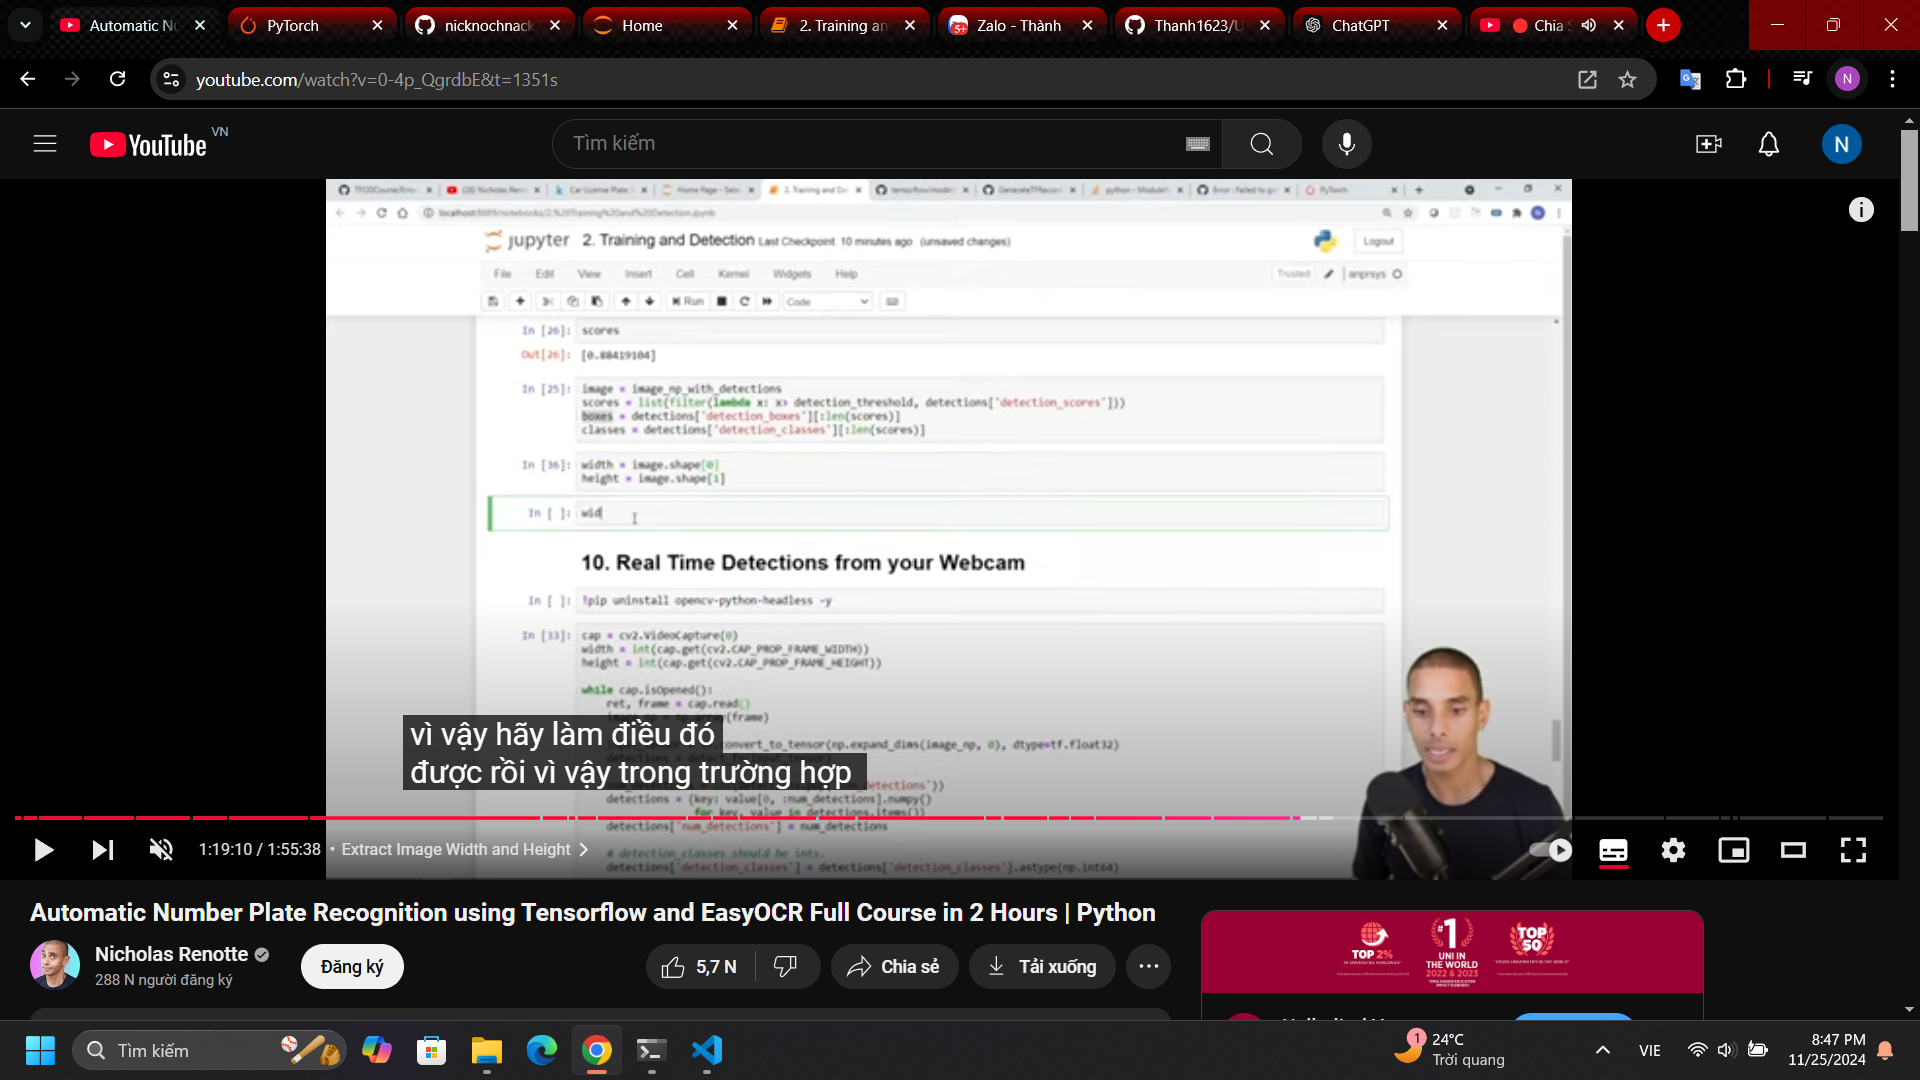 Automatic Nu
PyTorch
nicknochnack
Home
2. Training an
Zalo - Thành
Thanh1623/U
ChatGPT
Chia S
youtube.com/watch?v=0-4p_QgrdbE&t=1351s
N
YouTube VN
Tìm kiếm
N
jupyter 2. Training and Detection Last Checkpoint 10 minutes ago (unsaved changes)
Logout
File Edit View Insert Cell Kernel Widgets Help
Trusted anprsys
Run Code
In [26]: scores
Out[26]: [0.88419104]
In [25]: image = image_np_with_detections
scores = list(filter(lambda x: x> detection_threshold, detections['detection_scores']))
boxes = detections['detection_boxes'][:len(scores)]
classes = detections['detection_classes'][:len(scores)]
In [36]: width = image.shape[0]
height = image.shape[1]
In [ ]: wid
10. Real Time Detections from your Webcam
In [ ]: !pip uninstall opencv-python-headless -y
In [33]: cap = cv2.VideoCapture(0)
width = int(cap.get(cv2.CAP_PROP_FRAME_WIDTH))
height = int(cap.get(cv2.CAP_PROP_FRAME_HEIGHT))
while cap.isOpened():
ret, frame = cap.read()
(frame)
vì vậy hãy làm điều đó
convert_to_tensor(np.expand_dims(image_np, 0), dtype=tf.float32)
được rồi vì vậy trong trường hợp
detections = {key: value[0, :num_detections].numpy()
for key, value in detections.items()}
detections['num_detections'] = num_detections
# detection_classes should be ints.
detections['detection_classes'] = detections['detection_classes'].astype(np.int64)
1:19:10 / 1:55:38 • Extract Image Width and Height
Automatic Number Plate Recognition using Tensorflow and EasyOCR Full Course in 2 Hours | Python
Nicholas Renotte
288 N người đăng ký
Đăng ký
5,7 N
Chia sẻ
Tải xuống
TOP 2%
#1
UNI IN
THE WORLD
2022 & 2023
TOP
50
Tìm kiếm
1
24°C
Trời quang
VIE
8:47 PM
11/25/2024